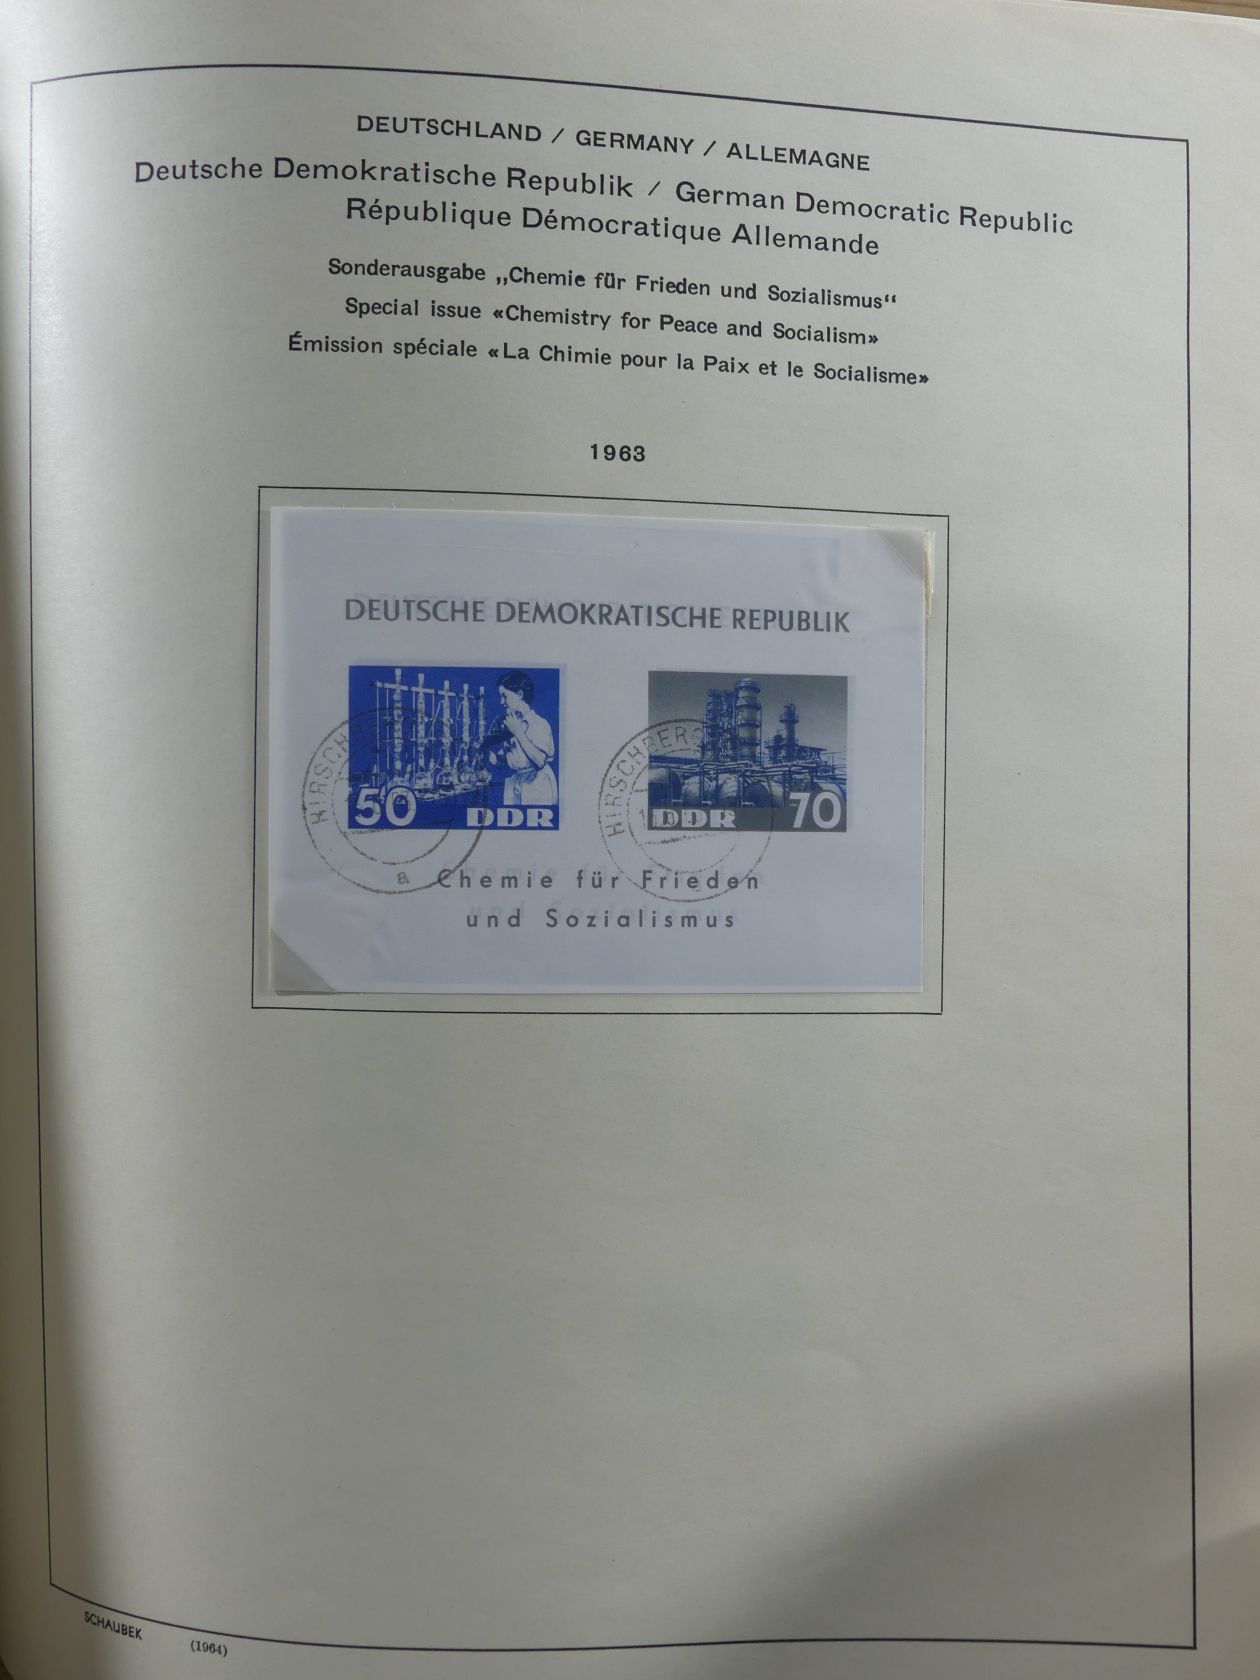 DEUTSCHLAND / GERMANY / ALLEMAGNE
Deutsche Demokratische Republik / German Democratic Republic
République Démocratique Allemande
Sonderausgabe „Chemie für Frieden und Sozialismus“
Special issue «Chemistry for Peace and Socialism»
Émission spéciale «La Chimie pour la Paix et le Socialisme»
1963
DEUTSCHE DEMOKRATISCHE REPUBLIK
50 DDR
DDR 70
a
Chemie für Frieden
und Sozialismus
SCHAUBEK
(1964)